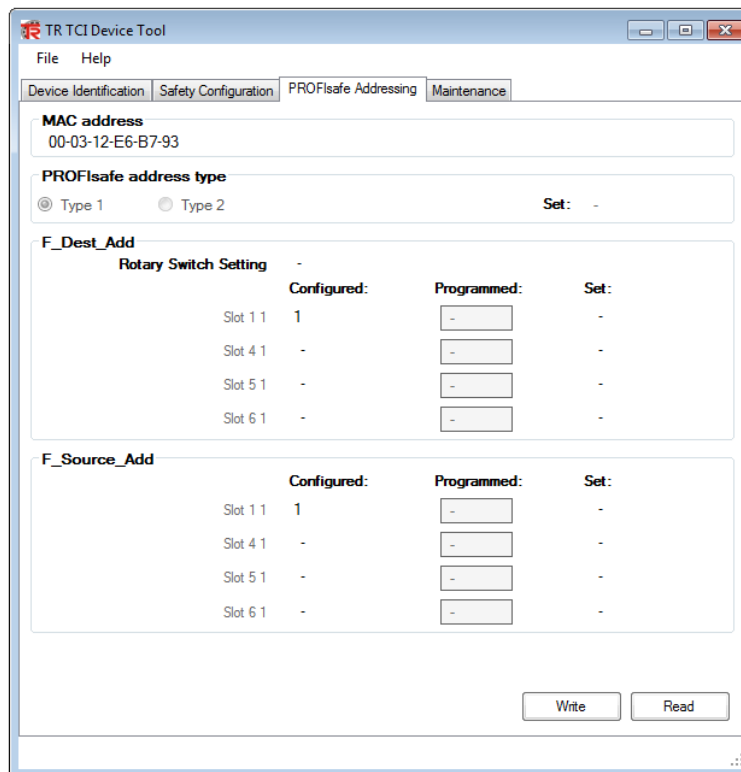 TR TCI Device Tool
File Help
Device Identification Safety Configuration PROFIsafe Addressing Maintenance
MAC address
00-03-12-E6-B7-93
PROFIsafe address type
Type 1 Type 2 Set: -
F_Dest_Add
Rotary Switch Setting -
Configured: Programmed: Set:
Slot 1 1 1 - -
Slot 4 1 - - -
Slot 5 1 - - -
Slot 6 1 - - -
F_Source_Add
Configured: Programmed: Set:
Slot 1 1 1 - -
Slot 4 1 - - -
Slot 5 1 - - -
Slot 6 1 - - -
Write Read